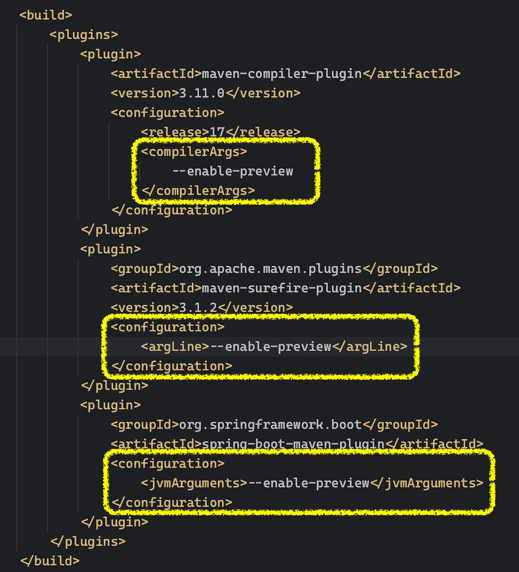 <build>
<plugins>
<plugin>
<artifactId>maven-compiler-plugin</artifactId>
<version>3.11.0</version>
<configuration>
<release>17</release>
<compilerArgs>
--enable-preview
</compilerArgs>
</configuration>
</plugin>
<plugin>
<groupId>org.apache.maven.plugins</groupId>
<artifactId>maven-surefire-plugin</artifactId>
<version>3.1.2</version>
<configuration>
<argLine>--enable-preview</argLine>
</configuration>
</plugin>
<plugin>
<groupId>org.springframework.boot</groupId>
<artifactId>spring-boot-maven-plugin</artifactId>
<configuration>
<jvmArguments>--enable-preview</jvmArguments>
</configuration>
</plugin>
</plugins>
</build>